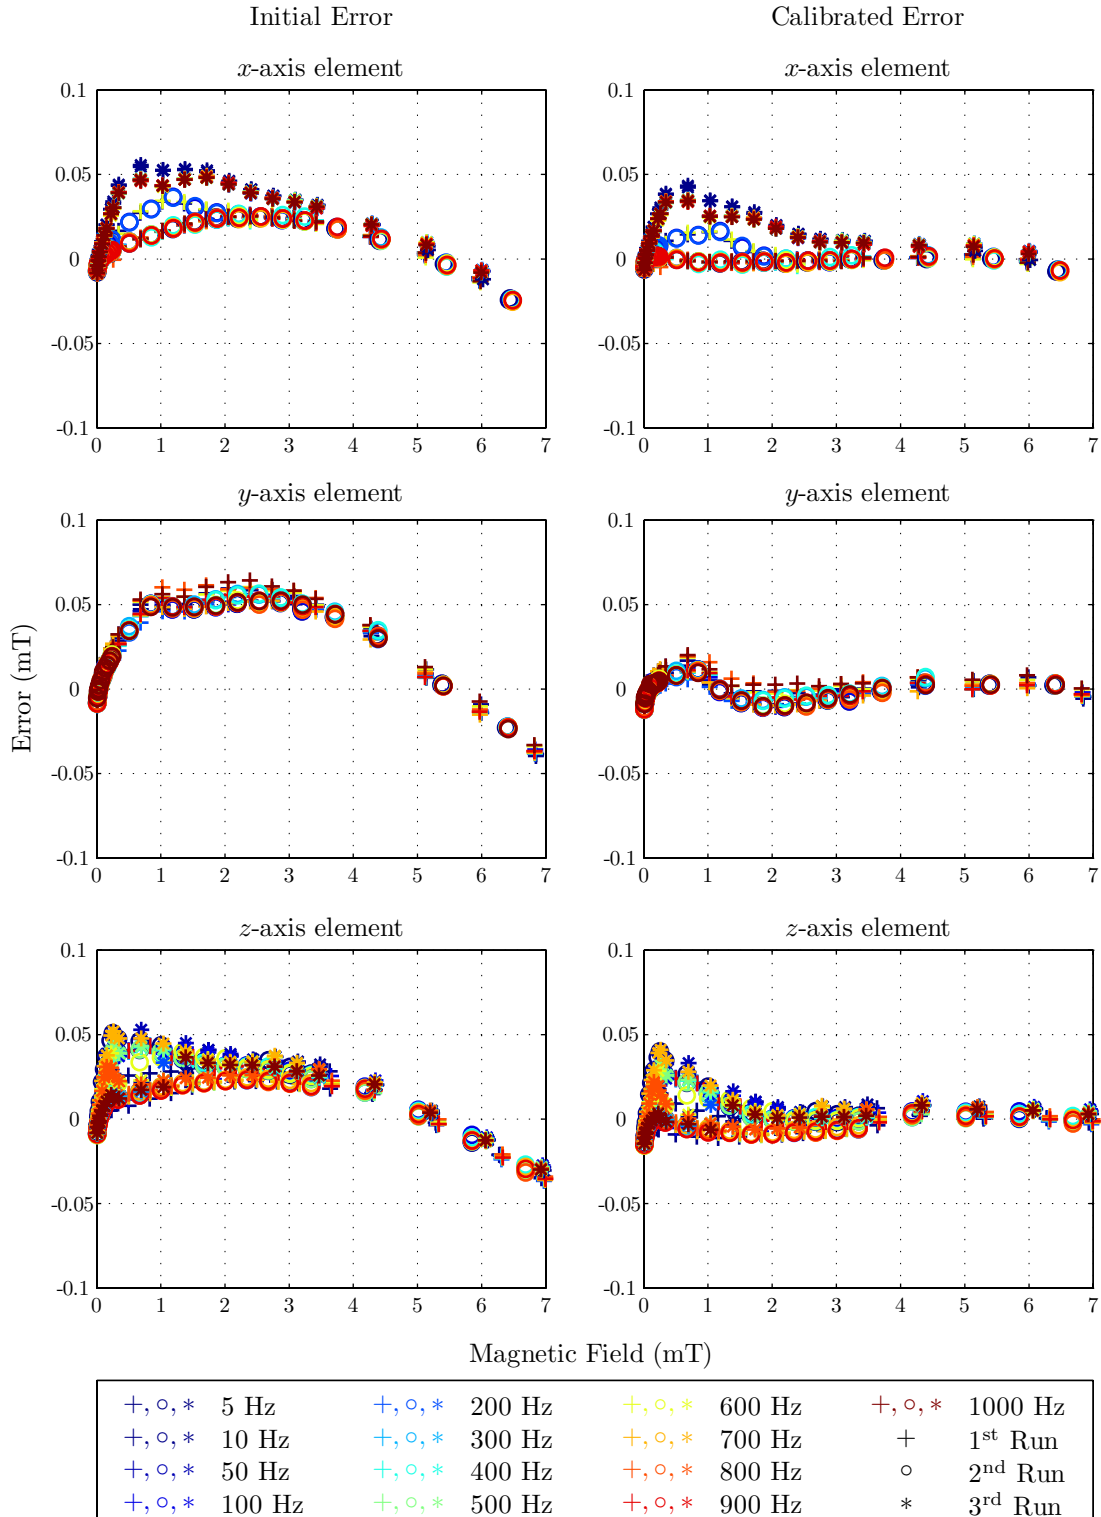 Initial Error Calibrated Error
x-axis element x-axis element
0.1 0.1
0.05 0.05
0 0
-0.05 -0.05
-0.1 -0.1
0 1 2 3 4 5 6 7 0 1 2 3 4 5 6 7
y-axis element y-axis element
0.1 0.1
0.05 0.05
0 0
-0.05 -0.05
-0.1 -0.1
0 1 2 3 4 5 6 7 0 1 2 3 4 5 6 7
Error (mT)
z-axis element z-axis element
0.1 0.1
0.05 0.05
0 0
-0.05 -0.05
-0.1 -0.1
0 1 2 3 4 5 6 7 0 1 2 3 4 5 6 7
Magnetic Field (mT)
+, ○, * 5 Hz +, ○, * 200 Hz +, ○, * 600 Hz +, ○, * 1000 Hz
+, ○, * 10 Hz +, ○, * 300 Hz +, ○, * 700 Hz + 1st Run
+, ○, * 50 Hz +, ○, * 400 Hz +, ○, * 800 Hz ○ 2nd Run
+, ○, * 100 Hz +, ○, * 500 Hz +, ○, * 900 Hz * 3rd Run